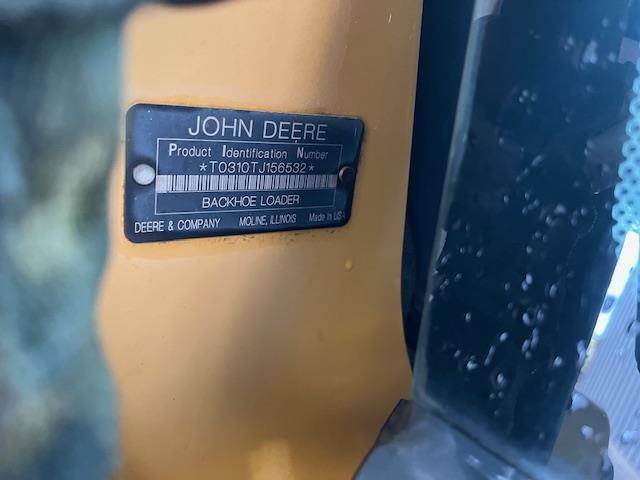 JOHN DEERE
Product Identification Number
*T0310TJ156532*
BACKHOE LOADER
DEERE & COMPANY MOLINE, ILLINOIS Made In USA